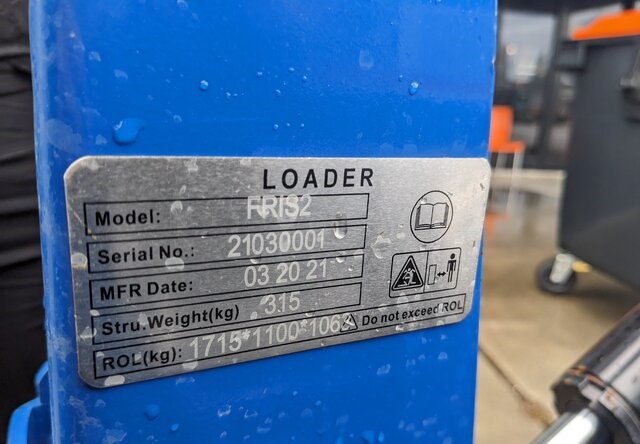 LOADER
Model: FRIS2
Serial No.: 21030001
MFR Date: 03 20 21
Stru.Weight(kg) 315
ROL(kg): 1715*1100*1062
Do not exceed ROL